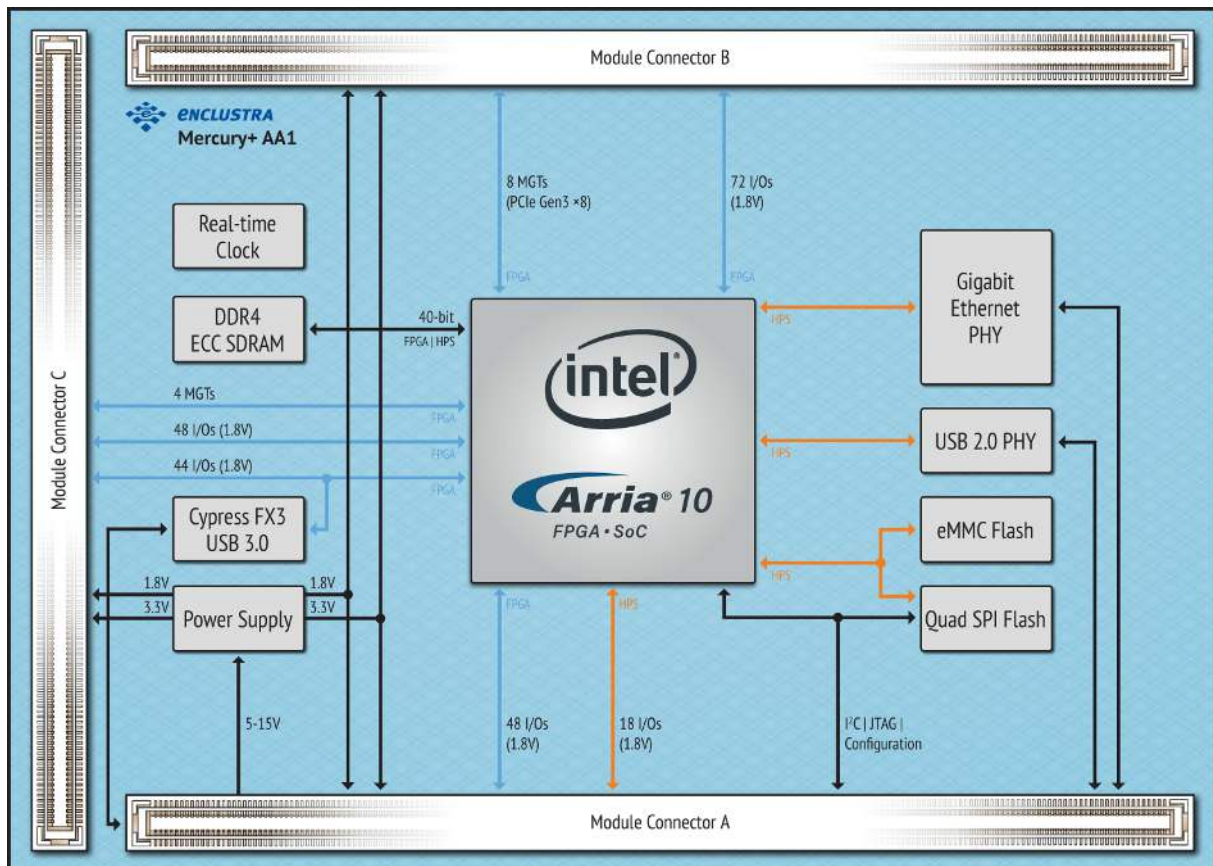 Module Connector B
ENCLUSTRA
Mercury+ AA1
8 MGTs
(PCIe Gen3 ×8)
72 I/Os
(1.8V)
Real-time
Clock
FPGA
FPGA
Gigabit
Ethernet
PHY
HPS
DDR4
ECC SDRAM
40-bit
FPGA | HPS
intel®
Module Connector C
4 MGTs
FPGA
48 I/Os (1.8V)
FPGA
44 I/Os (1.8V)
FPGA
HPS
USB 2.0 PHY
Arria® 10
FPGA • SoC
Cypress FX3
USB 3.0
eMMC Flash
HPS
1.8V
1.8V
3.3V
3.3V
Power Supply
FPGA
HPS
Quad SPI Flash
5-15V
48 I/Os
(1.8V)
18 I/Os
(1.8V)
I²C | JTAG |
Configuration
Module Connector A